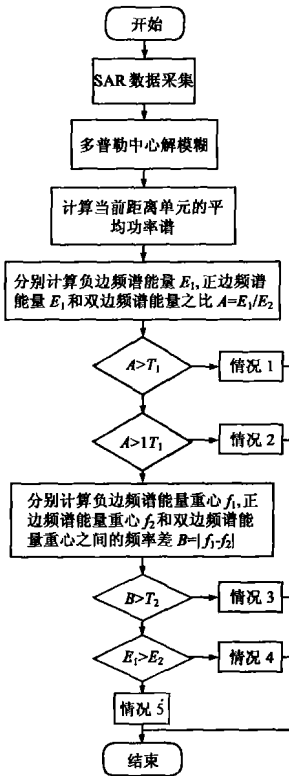 开始
SAR 数据采集
多普勒中心解模糊
计算当前距离单元的平
均功率谱
分别计算负边频谱能量 E₁,正边频谱
能量 E₁ 和双边频谱能量之比 A=E₁/E₂
A>T₁
情况 1
A>1T₁
情况 2
分别计算负边频谱能量重心 f₁,正
边频谱能量重心 f₂ 和双边频谱能
量重心之间的频率差 B=|f₁-f₂|
B>T₂
情况 3
E₁>E₂
情况 4
情况 5
结束